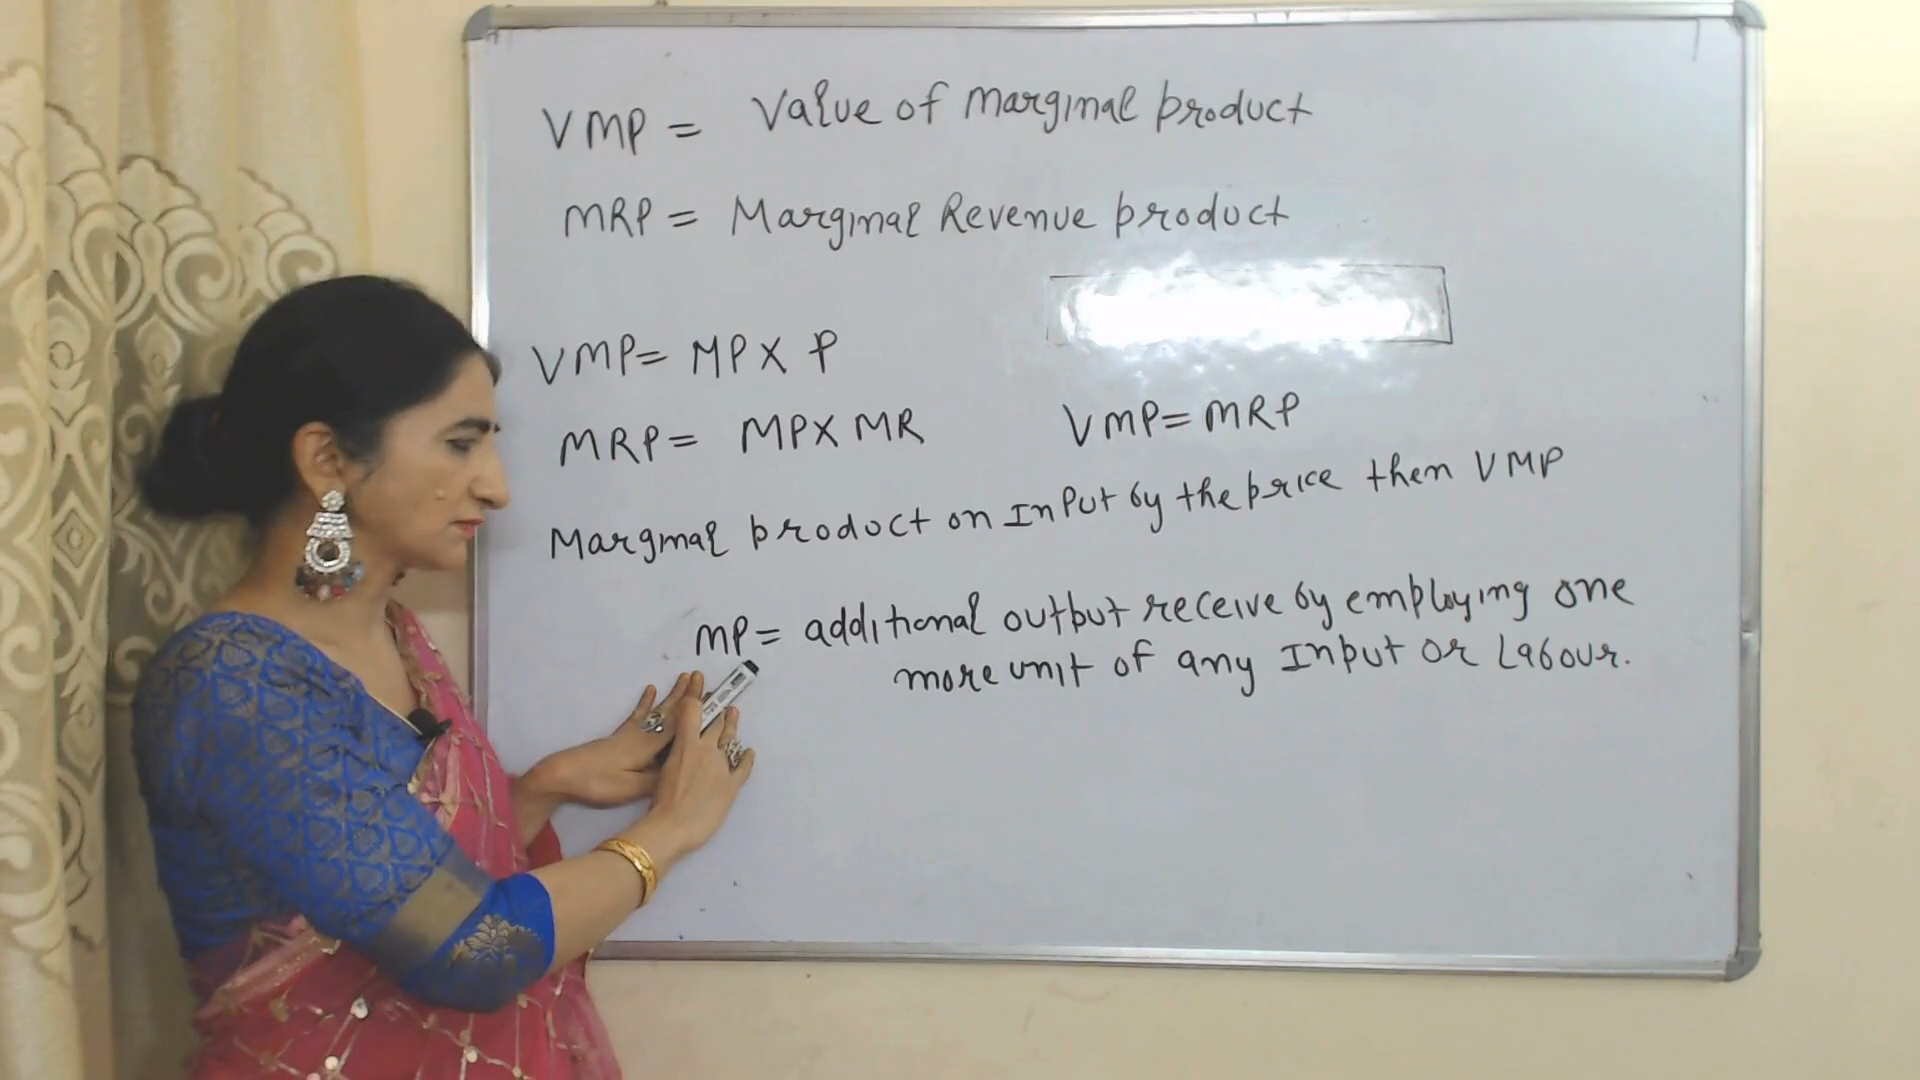 VMP = Value of Marginal product
MRP = Marginal Revenue product
VMP = MP X P
MRP = MP X MR
VMP = MRP
Marginal product on Input by the price then VMP
MP = additional output receive by employing one
more unit of any Input or Labour.